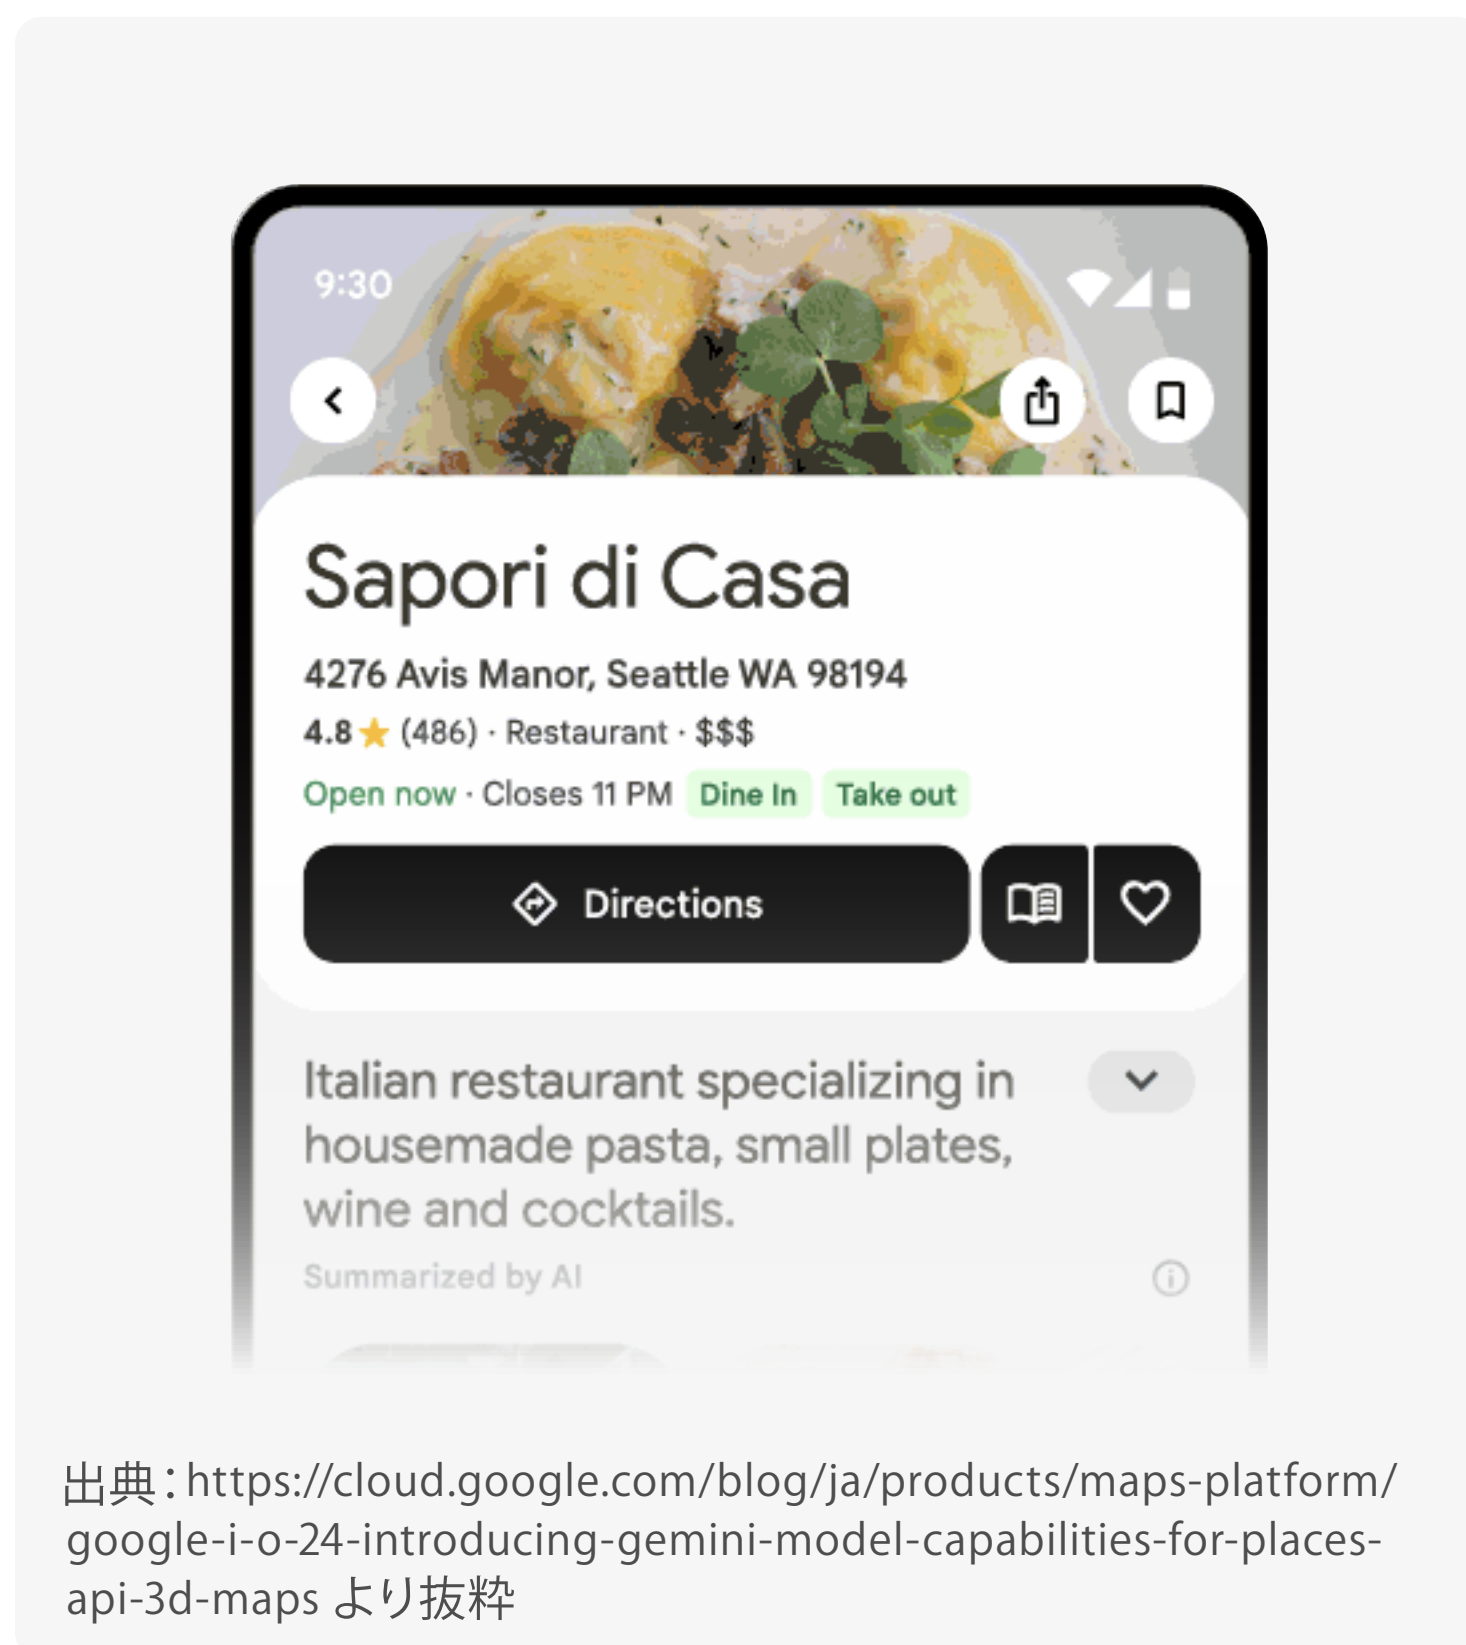 9:30
Sapori di Casa
4276 Avis Manor, Seattle WA 98194
4.8 ★ (486) · Restaurant · $$$
Open now · Closes 11 PM Dine In Take out
Directions
Italian restaurant specializing in
housemade pasta, small plates,
wine and cocktails.
Summarized by AI
出典：https://cloud.google.com/blog/ja/products/maps-platform/
google-i-o-24-introducing-gemini-model-capabilities-for-places-
api-3d-maps より抜粋